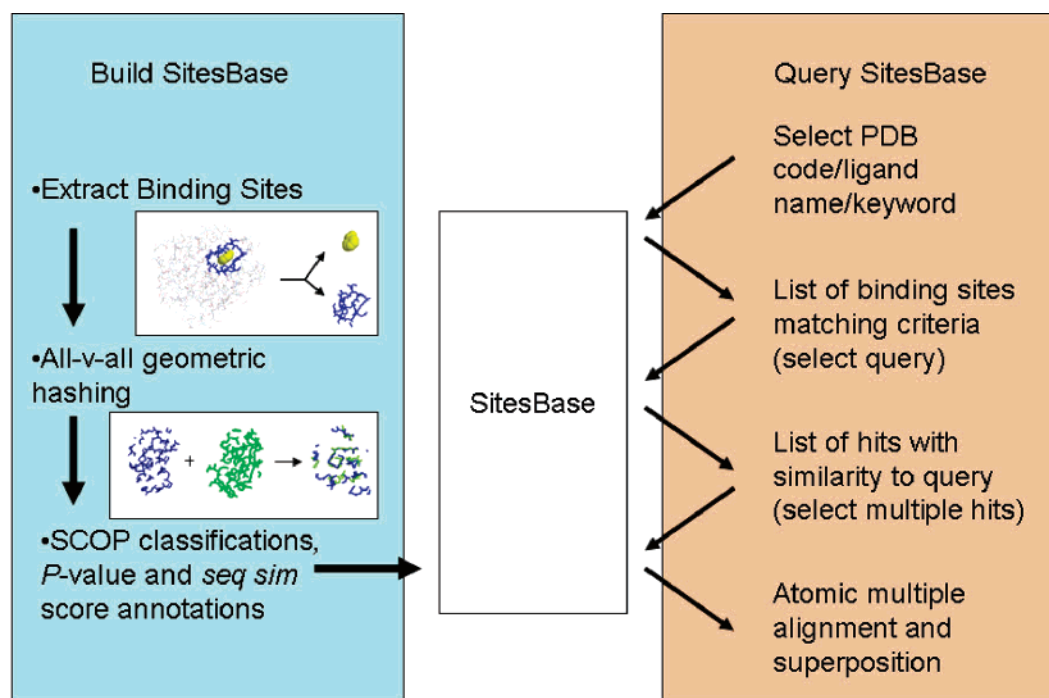 Build SitesBase
•Extract Binding Sites
•All-v-all geometric
hashing
+
•SCOP classifications,
P-value and seq sim
score annotations
SitesBase
Query SitesBase
Select PDB
code/ligand
name/keyword
List of binding sites
matching criteria
(select query)
List of hits with
similarity to query
(select multiple hits)
Atomic multiple
alignment and
superposition